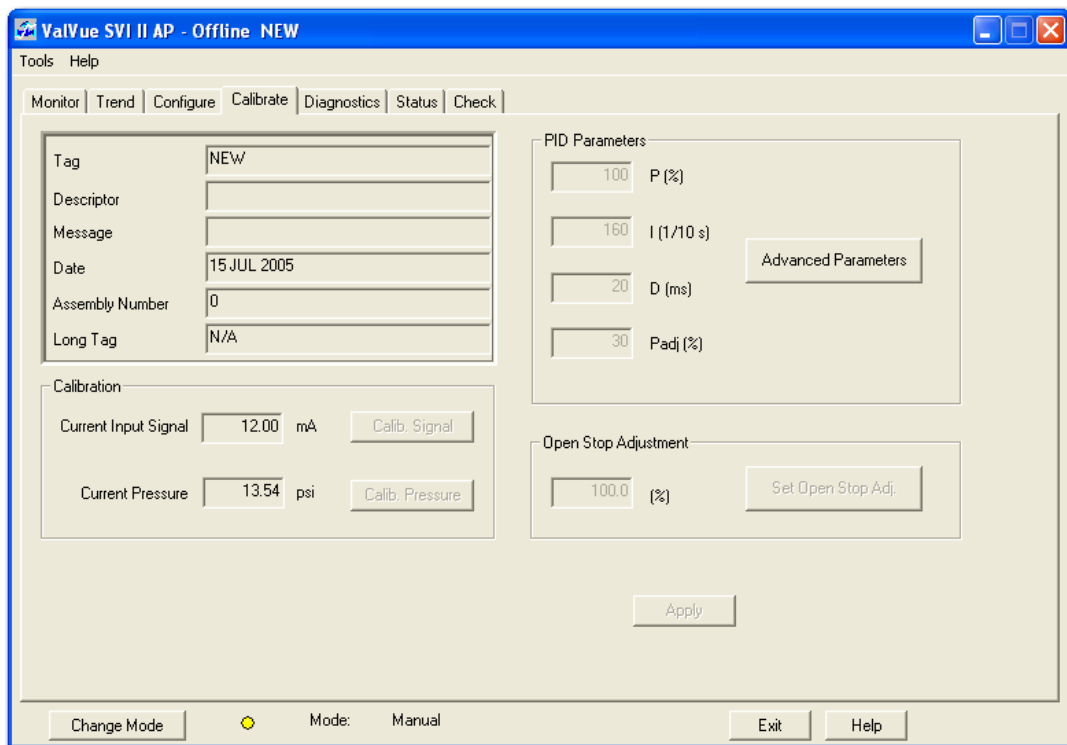 ValVue SVI II AP - Offline  NEW
Tools  Help
Monitor  Trend  Configure  Calibrate  Diagnostics  Status  Check
Tag  NEW
Descriptor
Message
Date  15 JUL 2005
Assembly Number  0
Long Tag  N/A
Calibration
Current Input Signal  12.00  mA  Calib. Signal
Current Pressure  13.54  psi  Calib. Pressure
PID Parameters
100  P (%)
160  I (1/10 s)
Advanced Parameters
20  D (ms)
30  Padj (%)
Open Stop Adjustment
100.0  (%)  Set Open Stop Adj.
Apply
Change Mode  Mode:  Manual  Exit  Help